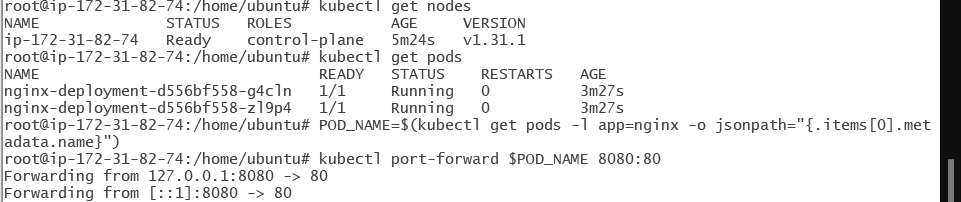 root@ip-172-31-82-74:/home/ubuntu# kubectl get nodes
NAME STATUS ROLES AGE VERSION
ip-172-31-82-74 Ready control-plane 5m24s v1.31.1
root@ip-172-31-82-74:/home/ubuntu# kubectl get pods
NAME READY STATUS RESTARTS AGE
nginx-deployment-d556bf558-g4cln 1/1 Running 0 3m27s
nginx-deployment-d556bf558-zl9p4 1/1 Running 0 3m27s
root@ip-172-31-82-74:/home/ubuntu# POD_NAME=$(kubectl get pods -l app=nginx -o jsonpath="{.items[0].met
adata.name}")
root@ip-172-31-82-74:/home/ubuntu# kubectl port-forward $POD_NAME 8080:80
Forwarding from 127.0.0.1:8080 -> 80
Forwarding from [::1]:8080 -> 80